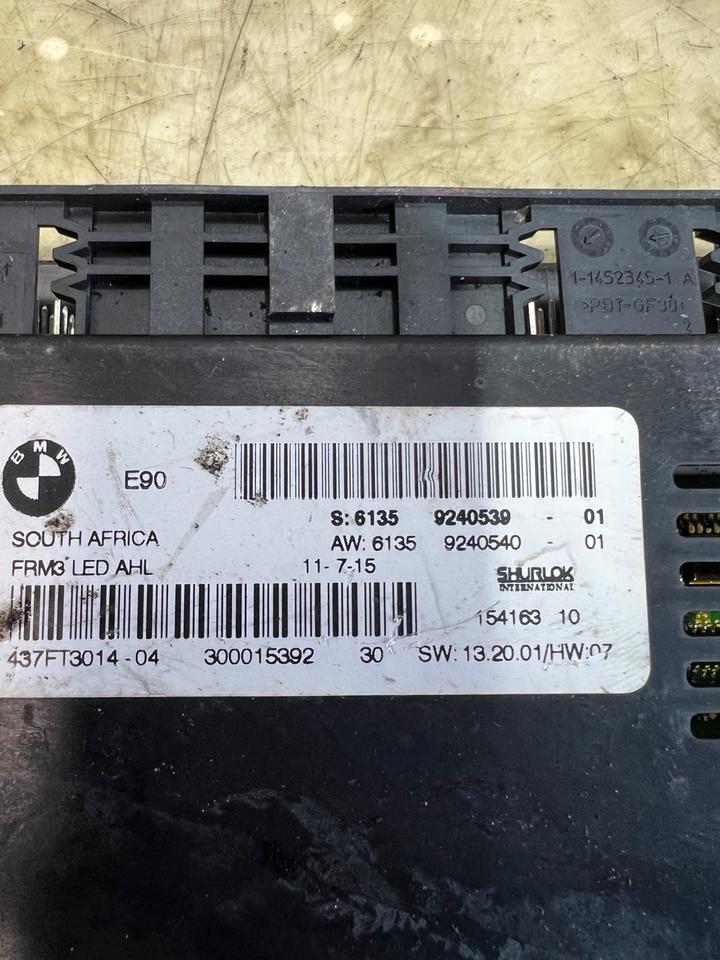 1-1452345-1 A
>PBT-GF30<
2
BMW
E90
S: 6135 9240539 - 01
SOUTH AFRICA
AW: 6135 9240540 - 01
FRM3 LED AHL 11- 7-15
SHURLOK
INTERNATIONAL
154163 10
437FT3014 - 04 300015392 30 SW: 13.20.01/HW:07